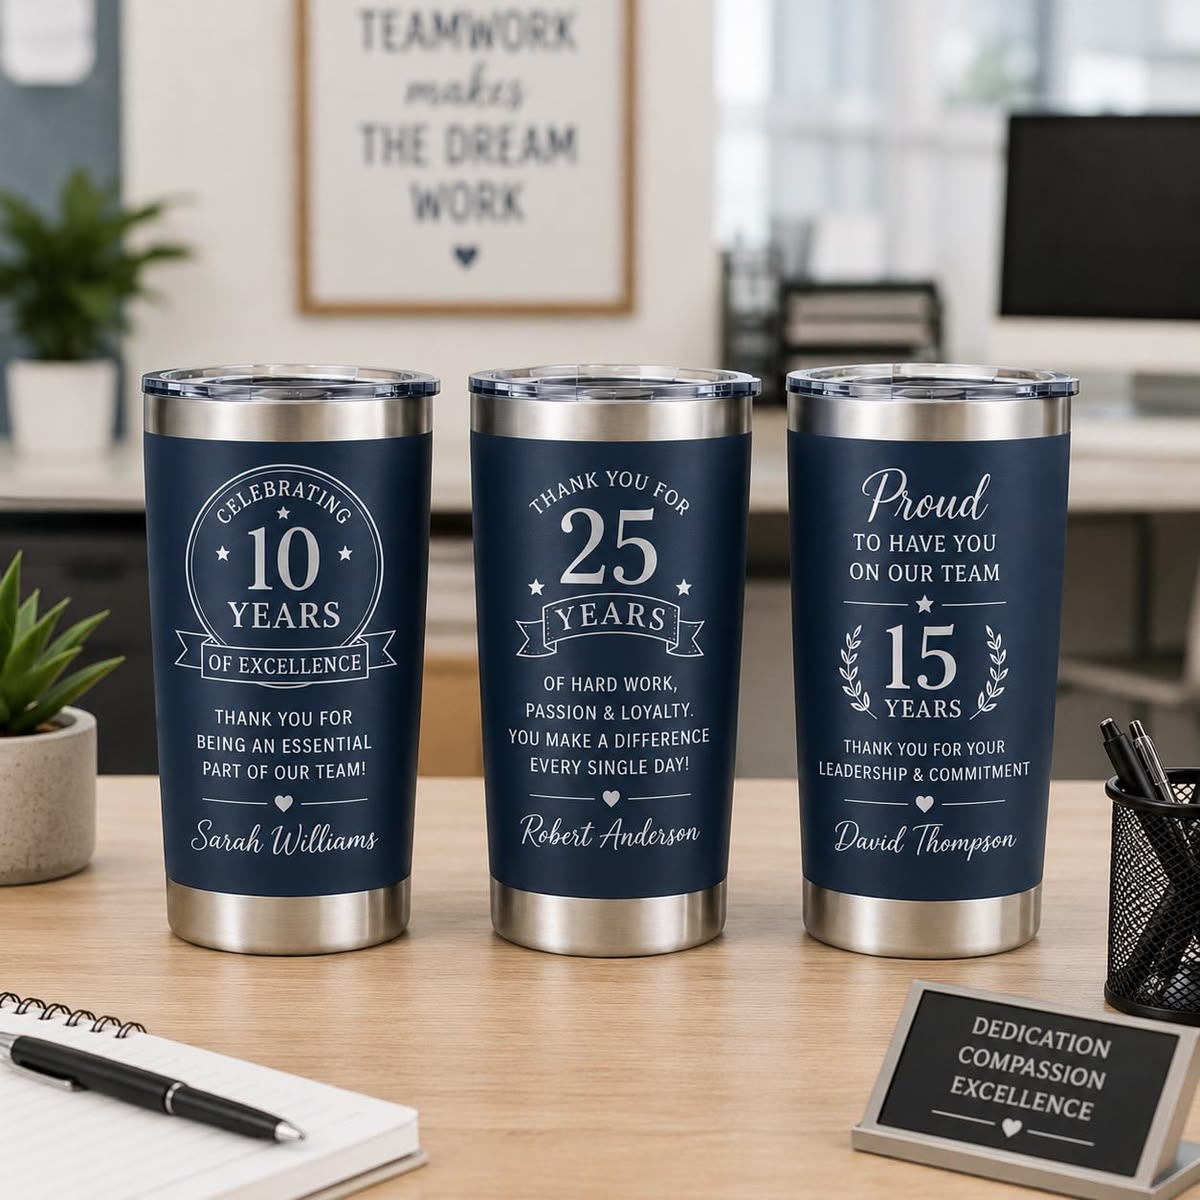 TEAMWORK
makes
THE DREAM
WORK
CELEBRATING
10
YEARS
OF EXCELLENCE
THANK YOU FOR
BEING AN ESSENTIAL
PART OF OUR TEAM!
Sarah Williams
THANK YOU FOR
25
YEARS
OF HARD WORK,
PASSION & LOYALTY.
YOU MAKE A DIFFERENCE
EVERY SINGLE DAY!
Robert Anderson
Proud
TO HAVE YOU
ON OUR TEAM
15
YEARS
THANK YOU FOR YOUR
LEADERSHIP & COMMITMENT
David Thompson
DEDICATION
COMPASSION
EXCELLENCE